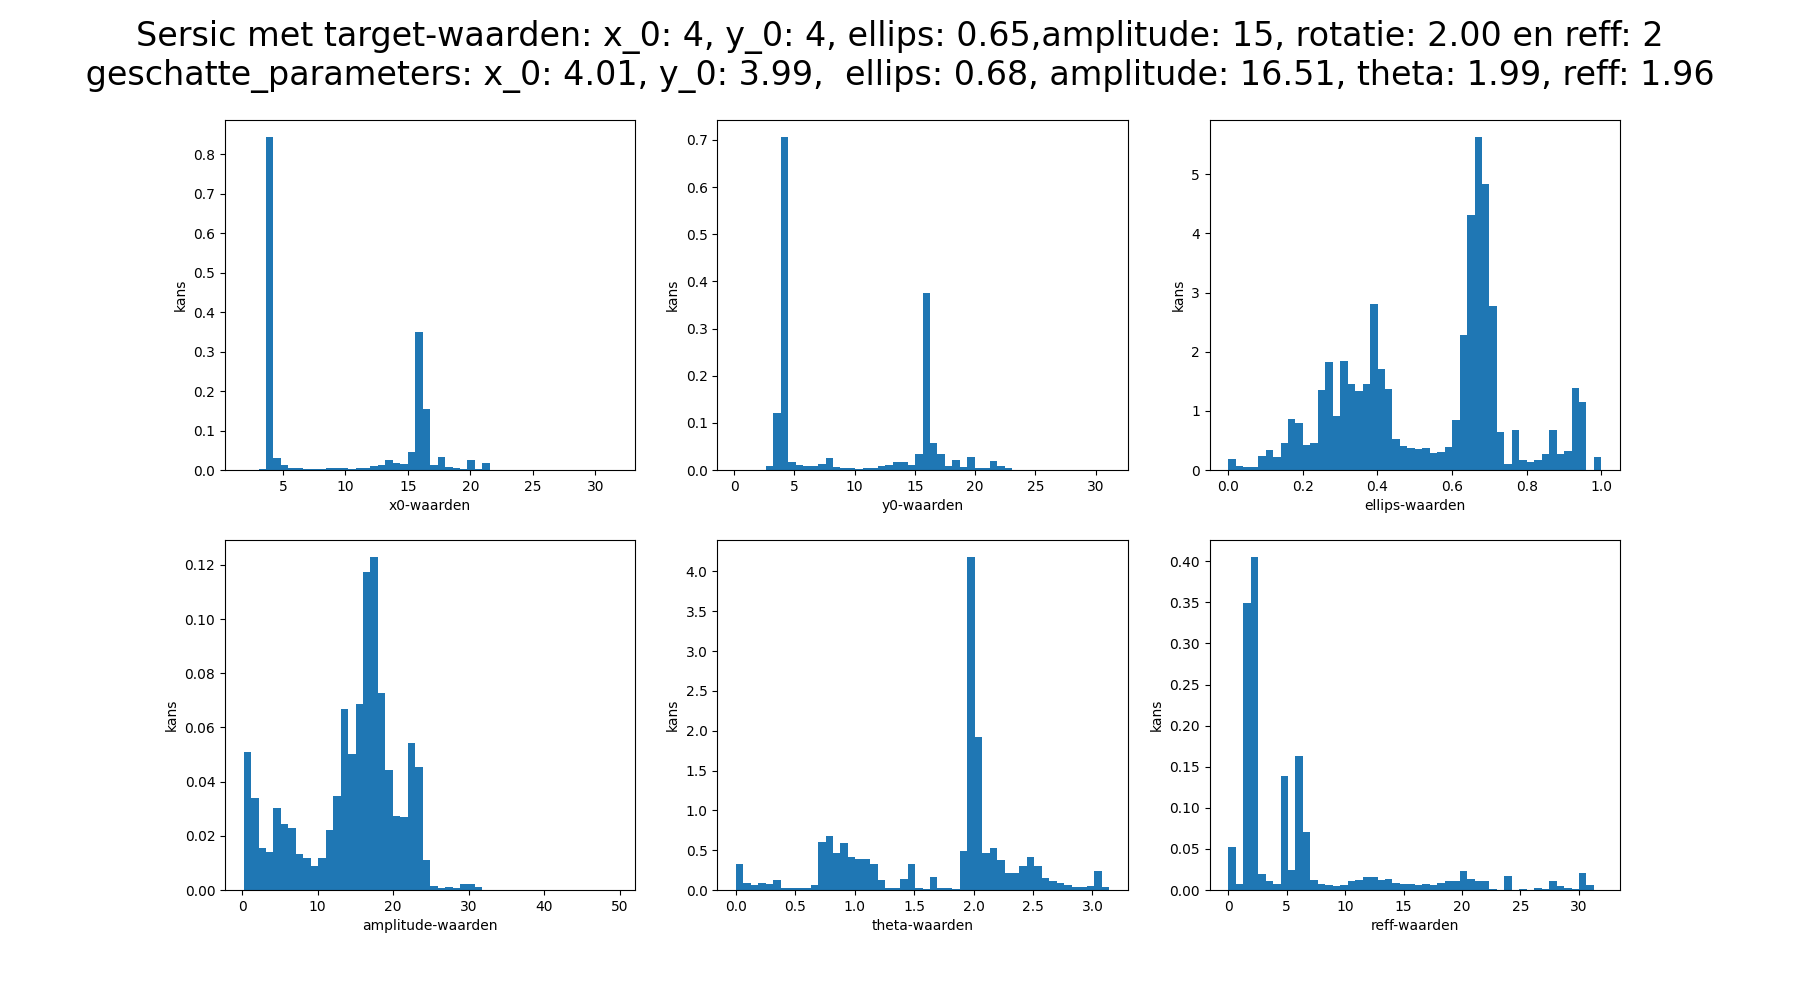 Sersic met target-waarden: x_0: 4, y_0: 4, ellips: 0.65,amplitude: 15, rotatie: 2.00 en reff: 2
geschatte_parameters: x_0: 4.01, y_0: 3.99,  ellips: 0.68, amplitude: 16.51, theta: 1.99, reff: 1.96
kans
0.8
0.7
0.6
0.5
0.4
0.3
0.2
0.1
0.0
5 10 15 20 25 30
x0-waarden
kans
0.7
0.6
0.5
0.4
0.3
0.2
0.1
0.0
0 5 10 15 20 25 30
y0-waarden
kans
5
4
3
2
1
0
0.0 0.2 0.4 0.6 0.8 1.0
ellips-waarden
kans
0.12
0.10
0.08
0.06
0.04
0.02
0.00
0 10 20 30 40 50
amplitude-waarden
kans
4.0
3.5
3.0
2.5
2.0
1.5
1.0
0.5
0.0
0.0 0.5 1.0 1.5 2.0 2.5 3.0
theta-waarden
kans
0.40
0.35
0.30
0.25
0.20
0.15
0.10
0.05
0.00
0 5 10 15 20 25 30
reff-waarden